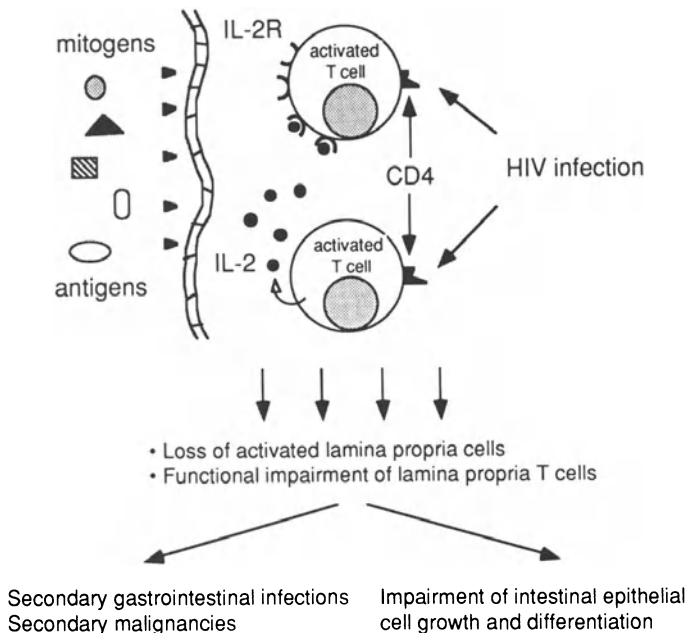 mitogens
antigens
IL-2R
activated
T cell
CD4
HIV infection
IL-2
activated
T cell
• Loss of activated lamina propria cells
• Functional impairment of lamina propria T cells
Secondary gastrointestinal infections
Secondary malignancies
Impairment of intestinal epithelial
cell growth and differentiation